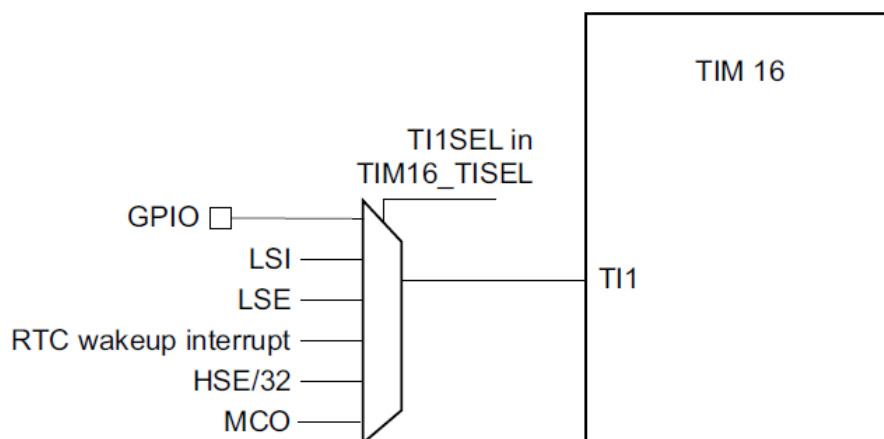 TIM 16
TI1SEL in
TIM16_TISEL
GPIO
LSI
LSE
RTC wakeup interrupt
HSE/32
MCO
TI1